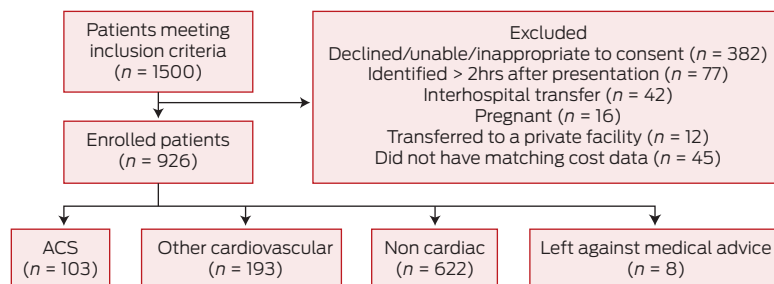 Patients meeting
inclusion criteria
(n = 1500)
Excluded
Declined/unable/inappropriate to consent (n = 382)
Identified > 2hrs after presentation (n = 77)
Interhospital transfer (n = 42)
Pregnant (n = 16)
Transferred to a private facility (n = 12)
Did not have matching cost data (n = 45)
Enrolled patients
(n = 926)
ACS
(n = 103)
Other cardiovascular
(n = 193)
Non cardiac
(n = 622)
Left against medical advice
(n = 8)